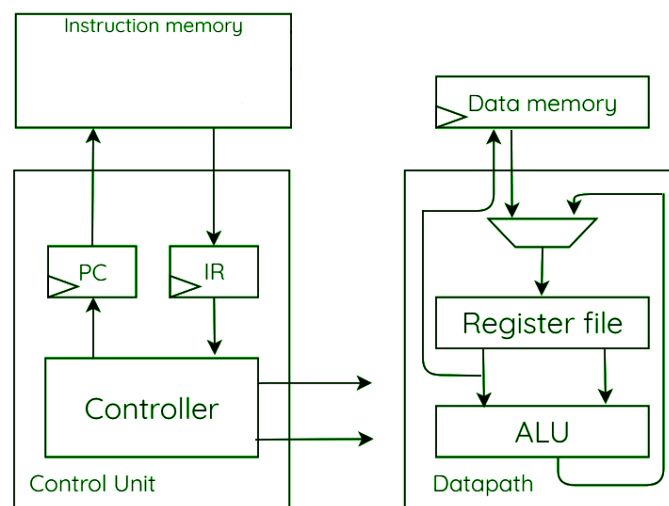 Instruction memory
Data memory
PC
IR
Register file
Controller
ALU
Control Unit
Datapath